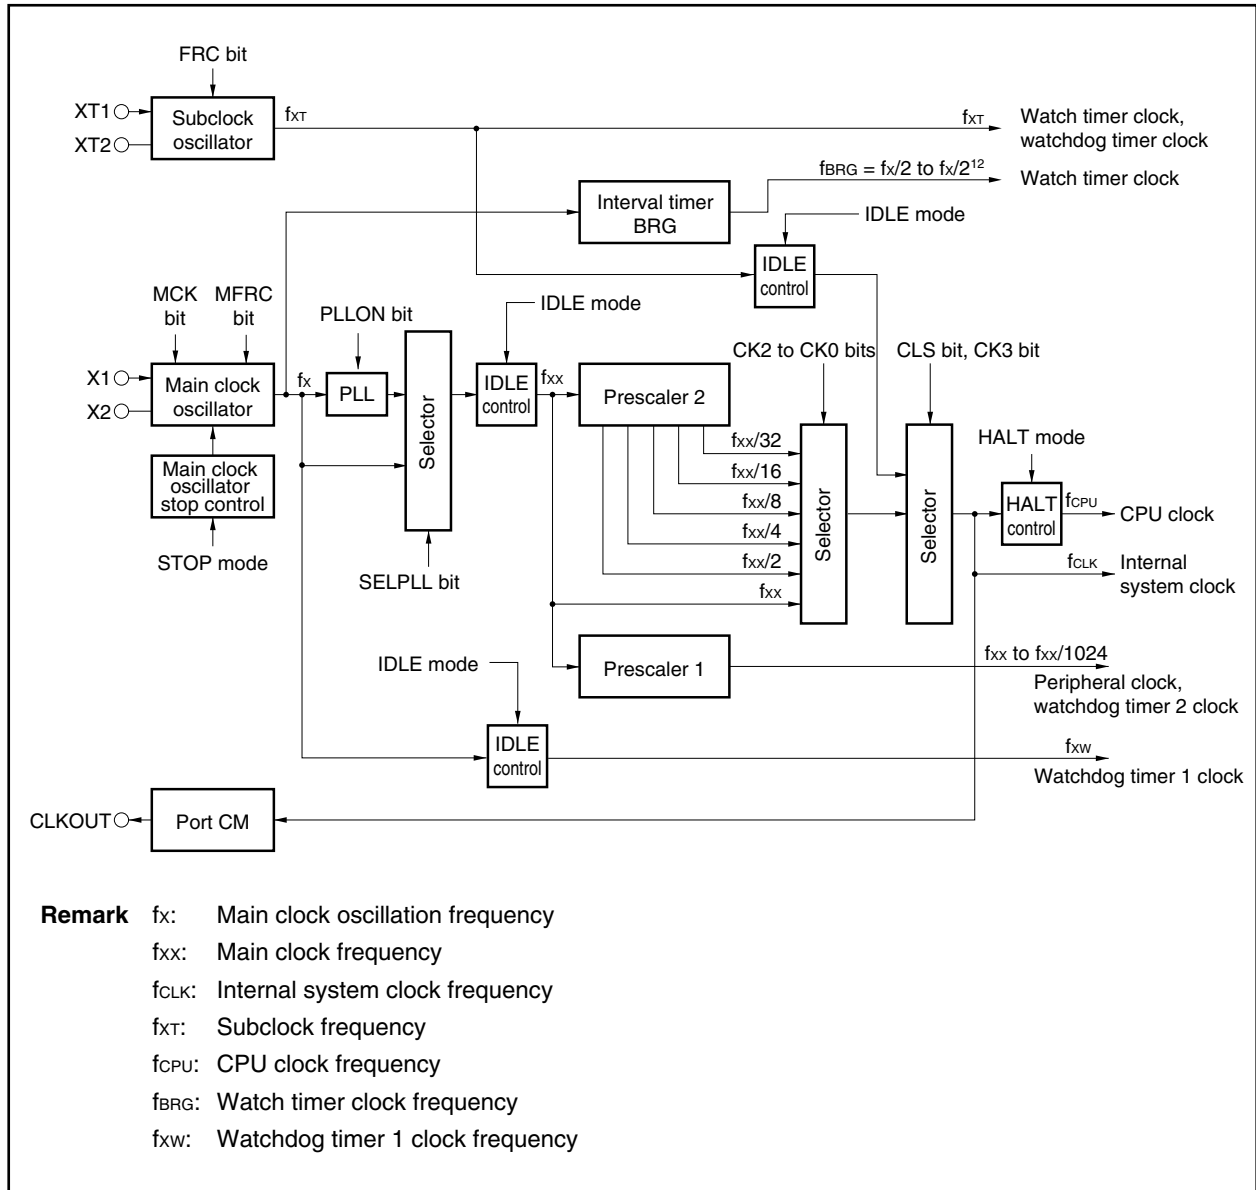 FRC bit
XT1
XT2
Subclock
oscillator
fXT
fXT
Watch timer clock,
watchdog timer clock
fBRG = fX/2 to fX/2¹²
Watch timer clock
Interval timer
BRG
IDLE mode
IDLE
control
MCK
bit
MFRC
bit
PLLON bit
IDLE mode
CK2 to CK0 bits
CLS bit, CK3 bit
X1
X2
Main clock
oscillator
fX
PLL
Selector
IDLE
control
fXX
Prescaler 2
HALT mode
Main clock
oscillator
stop control
STOP mode
SELPLL bit
fXX/32
fXX/16
fXX/8
fXX/4
fXX/2
fXX
Selector
Selector
HALT
control
fCPU
CPU clock
fCLK
Internal
system clock
IDLE mode
Prescaler 1
fXX to fXX/1024
Peripheral clock,
watchdog timer 2 clock
IDLE
control
fXW
Watchdog timer 1 clock
CLKOUT
Port CM
Remark fX: Main clock oscillation frequency
fXX: Main clock frequency
fCLK: Internal system clock frequency
fXT: Subclock frequency
fCPU: CPU clock frequency
fBRG: Watch timer clock frequency
fXW: Watchdog timer 1 clock frequency